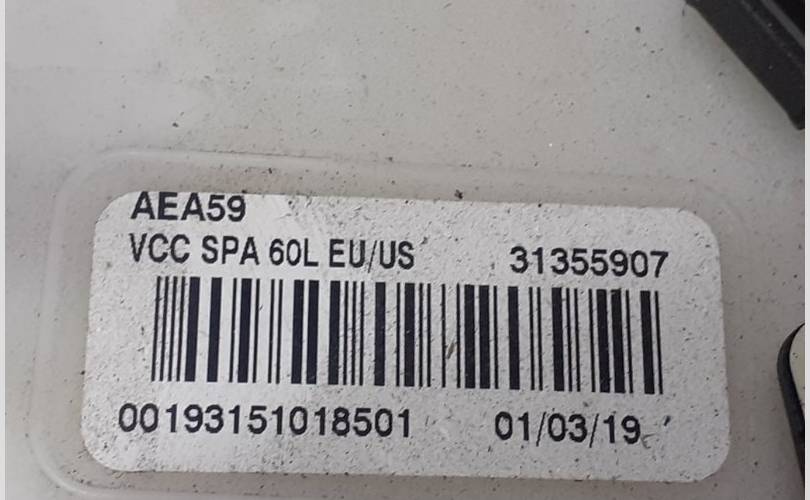 AEA59
VCC SPA 60L EU/US 31355907
00193151018501 01/03/19